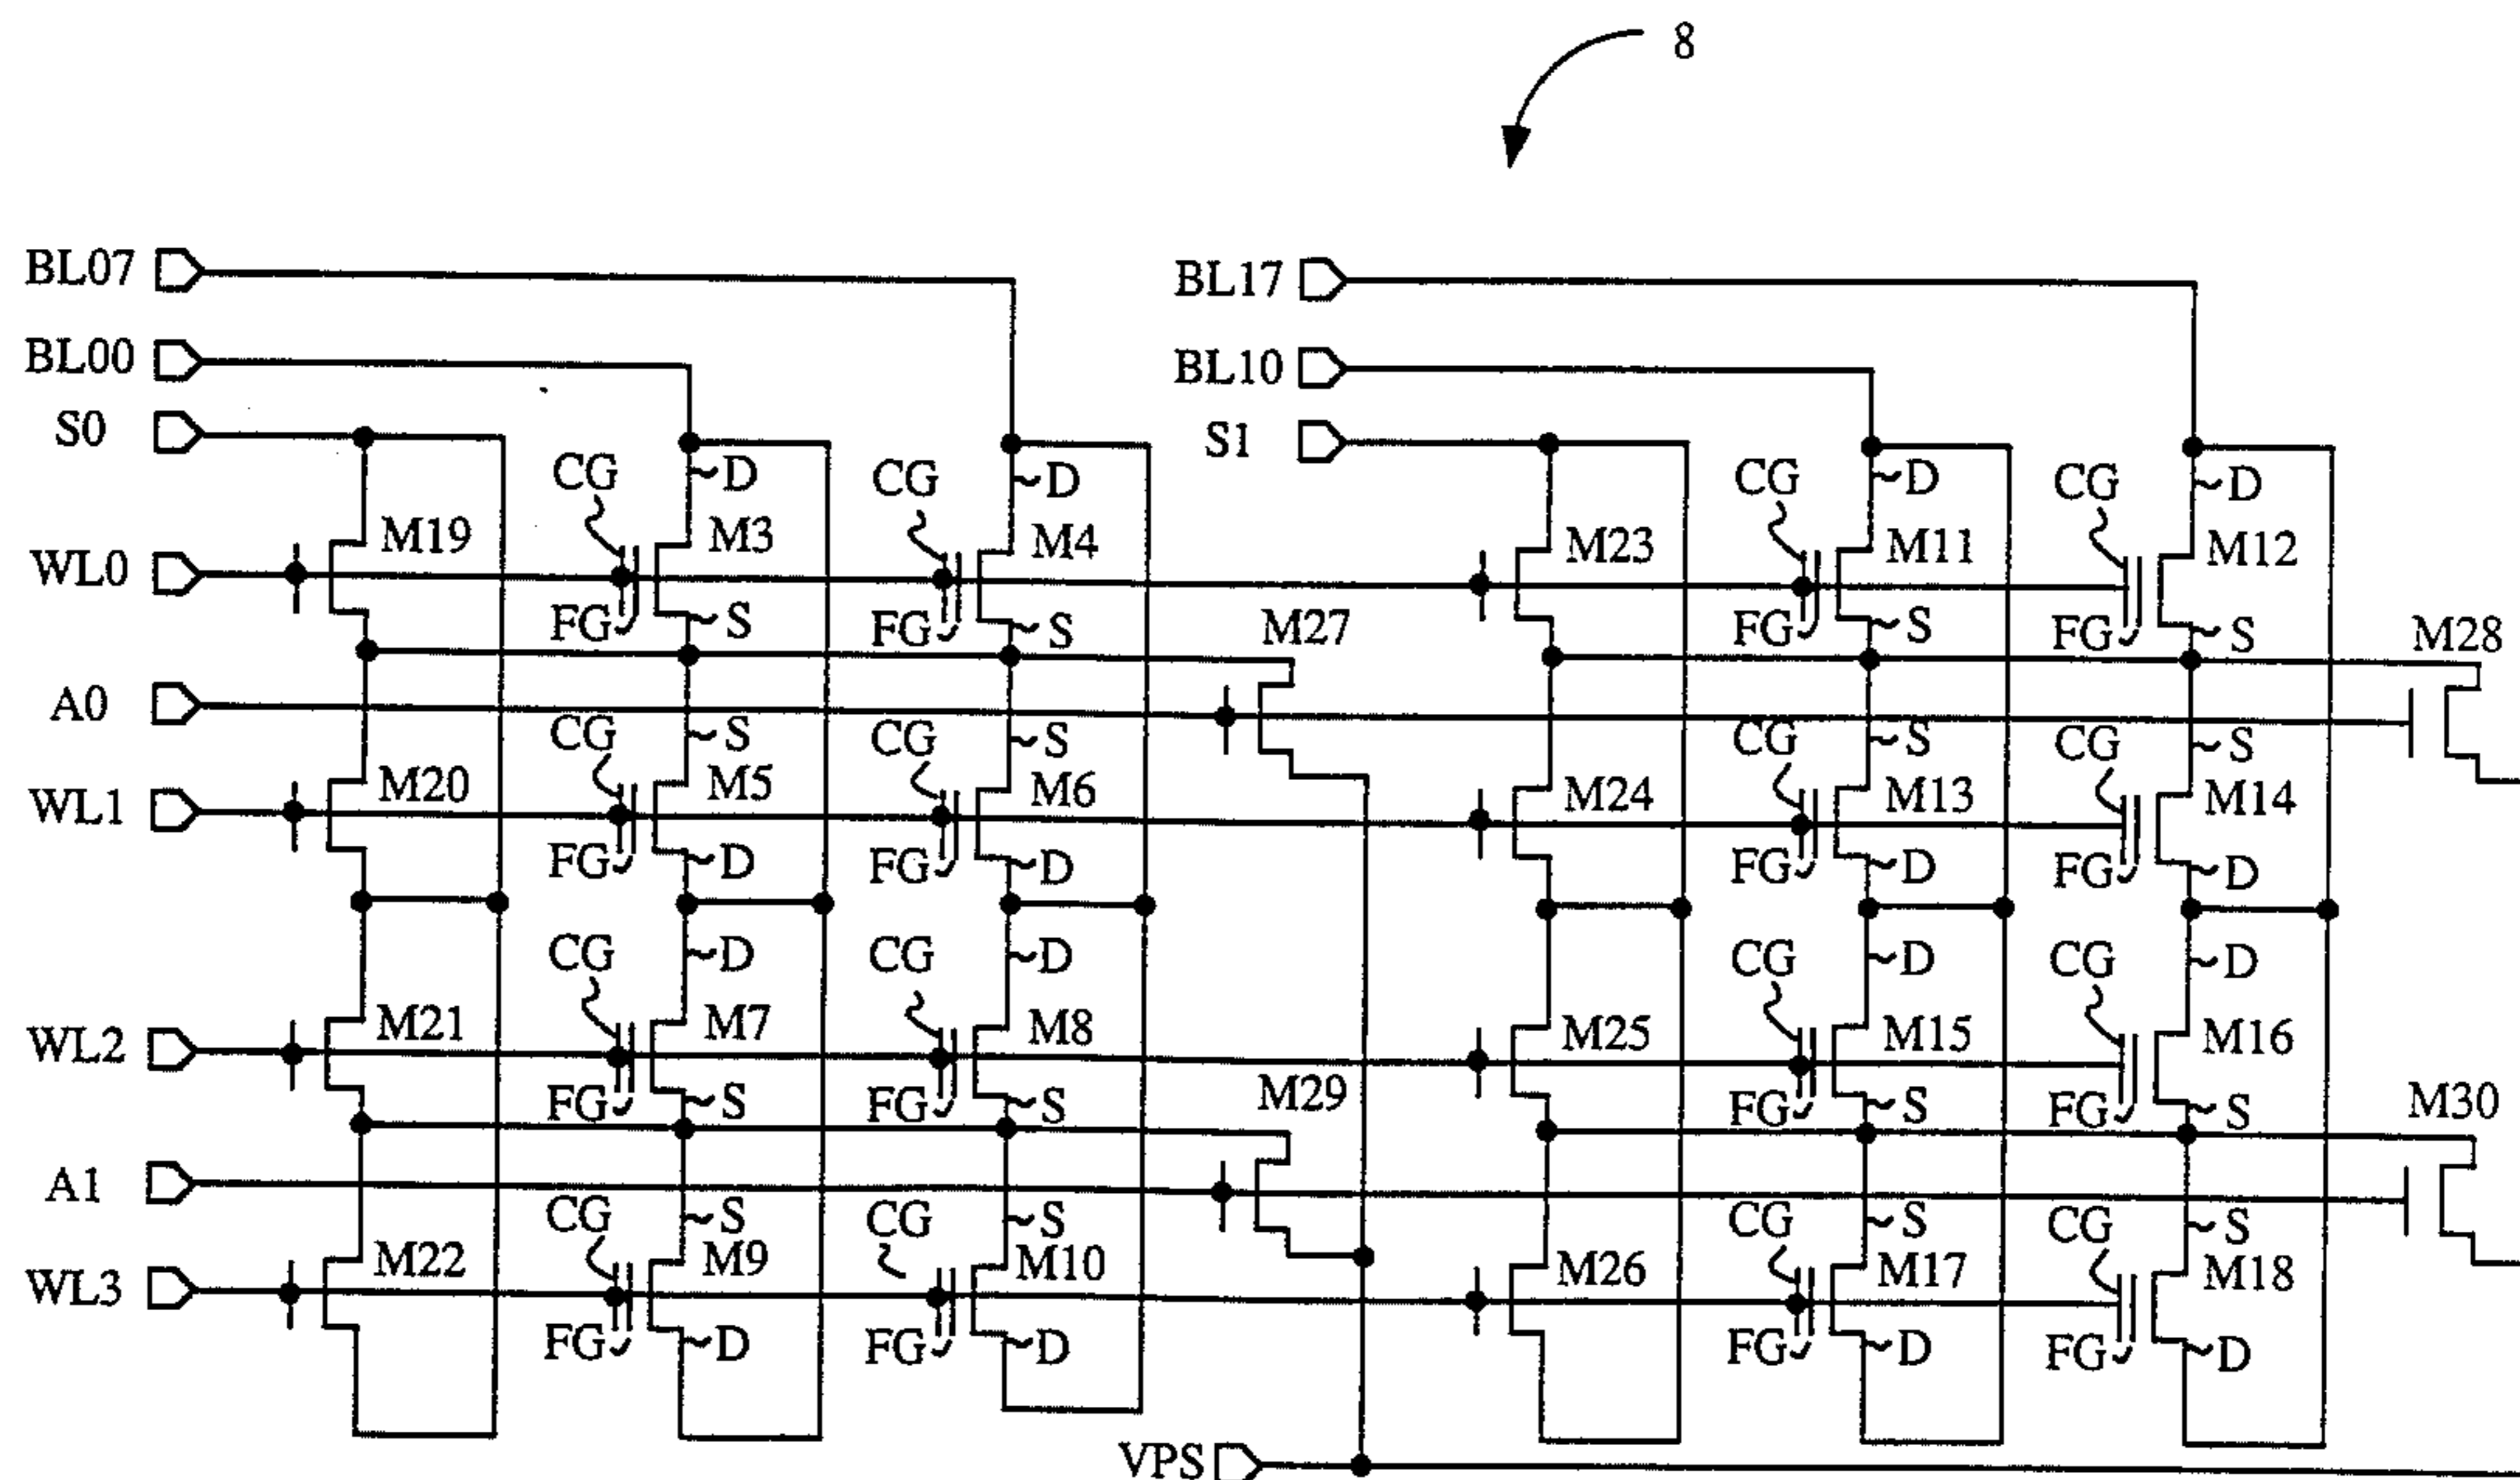 8
BL07 BL17
BL00 BL10
S0 S1
CG D CG D CG D CG D
M19 M3 M4 M23 M11 M12
WL0
FG S FG S M27 FG S FG S M28
A0
CG S CG S CG S CG S
M20 M5 M6 M24 M13 M14
WL1
FG D FG D FG D FG D
CG D CG D CG D CG D
M21 M7 M8 M25 M15 M16
WL2
FG S FG S M29 FG S FG S M30
A1
CG S CG S CG S CG S
M22 M9 M10 M26 M17 M18
WL3
FG D FG D FG D FG D
VPS